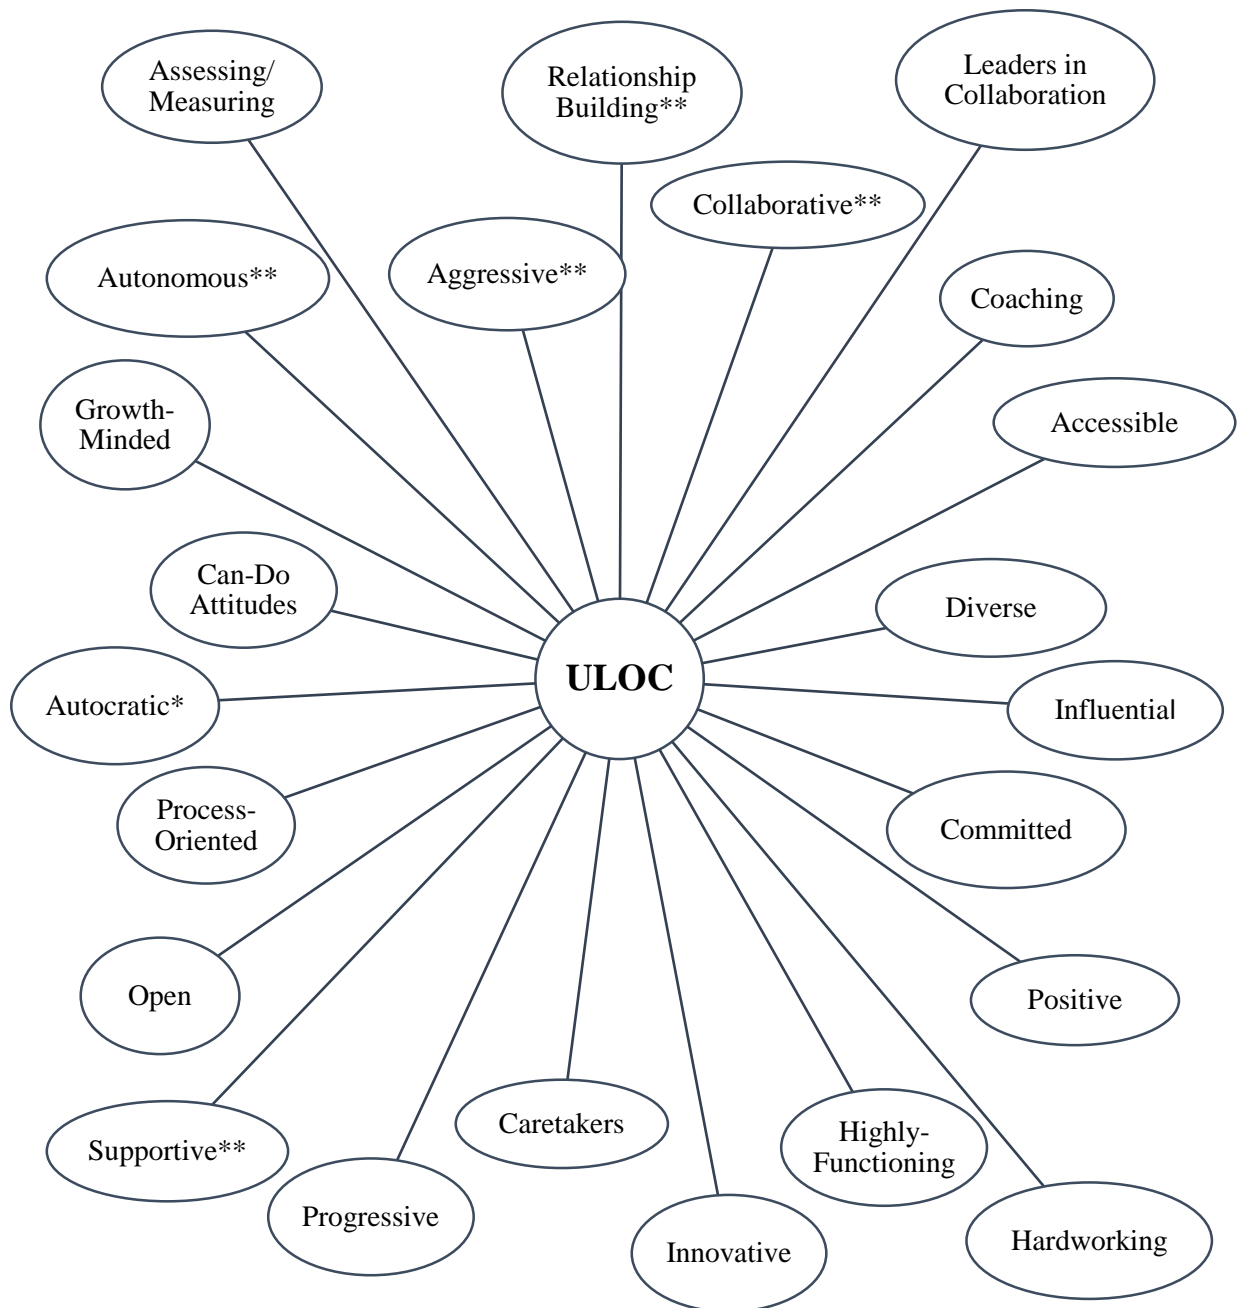 Assessing/
Measuring
Relationship
Building**
Leaders in
Collaboration
Collaborative**
Autonomous**
Aggressive**
Coaching
Growth-
Minded
Accessible
Can-Do
Attitudes
Diverse
ULOC
Autocratic*
Influential
Process-
Oriented
Committed
Open
Positive
Supportive**
Caretakers
Highly-
Functioning
Progressive
Innovative
Hardworking